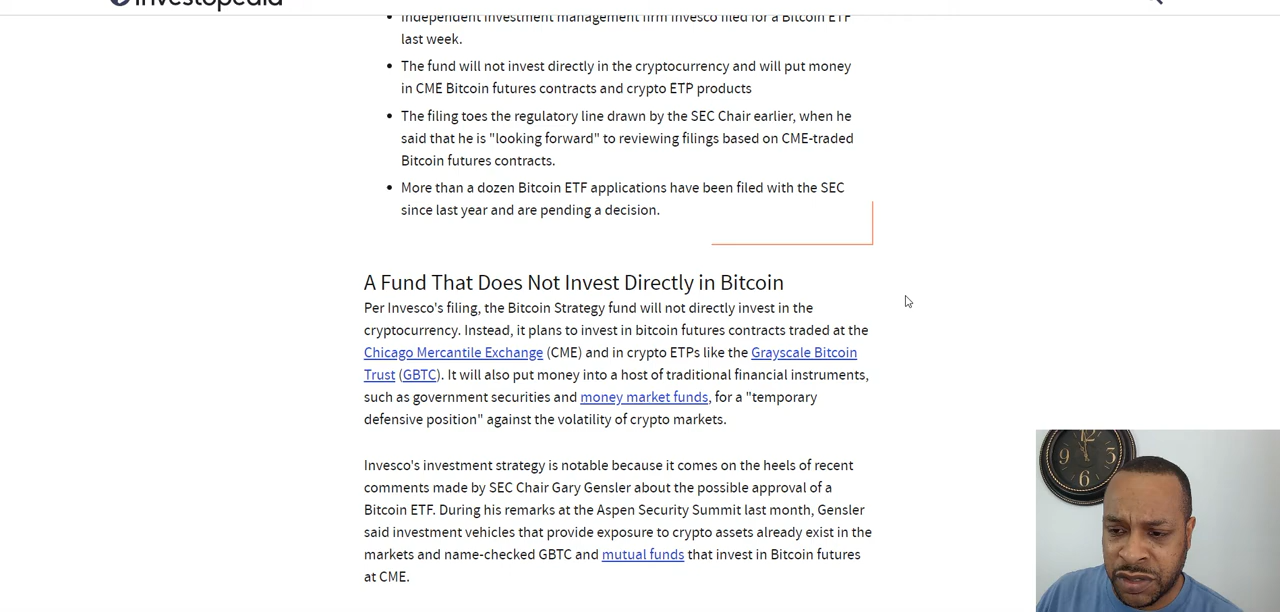 Investopedia
Independent investment management firm Invesco filed for a Bitcoin ETF
last week.
The fund will not invest directly in the cryptocurrency and will put money
in CME Bitcoin futures contracts and crypto ETP products
The filing toes the regulatory line drawn by the SEC Chair earlier, when he
said that he is "looking forward" to reviewing filings based on CME-traded
Bitcoin futures contracts.
More than a dozen Bitcoin ETF applications have been filed with the SEC
since last year and are pending a decision.
A Fund That Does Not Invest Directly in Bitcoin
Per Invesco's filing, the Bitcoin Strategy fund will not directly invest in the
cryptocurrency. Instead, it plans to invest in bitcoin futures contracts traded at the
Chicago Mercantile Exchange (CME) and in crypto ETPs like the Grayscale Bitcoin
Trust (GBTC). It will also put money into a host of traditional financial instruments,
such as government securities and money market funds, for a "temporary
defensive position" against the volatility of crypto markets.
Invesco's investment strategy is notable because it comes on the heels of recent
comments made by SEC Chair Gary Gensler about the possible approval of a
Bitcoin ETF. During his remarks at the Aspen Security Summit last month, Gensler
said investment vehicles that provide exposure to crypto assets already exist in the
markets and name-checked GBTC and mutual funds that invest in Bitcoin futures
at CME.
12
9
3
6